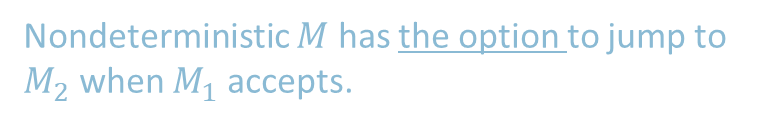 Nondeterministic M has the option to jump to
M₂ when M₁ accepts.